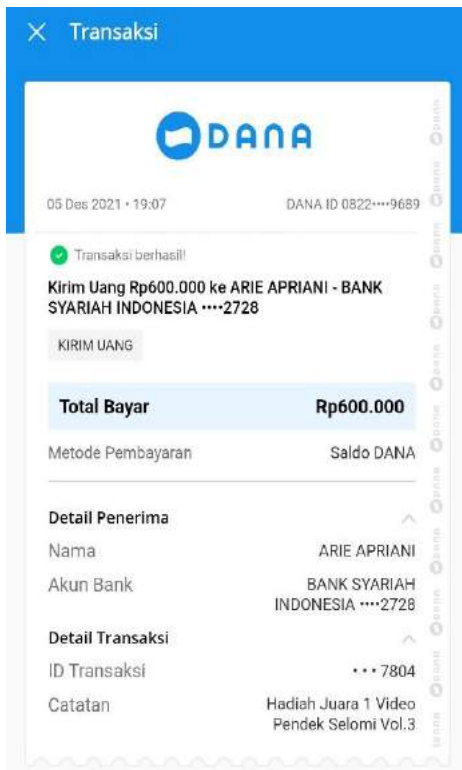 Transaksi
DANA
05 Des 2021 • 19:07
DANA ID 0822••••9689
Transaksi berhasil!
Kirim Uang Rp600.000 ke ARIE APRIANI - BANK
SYARIAH INDONESIA ••••2728
KIRIM UANG
Total Bayar Rp600.000
Metode Pembayaran Saldo DANA
Detail Penerima
Nama ARIE APRIANI
Akun Bank BANK SYARIAH
INDONESIA ••••2728
Detail Transaksi
ID Transaksi •••7804
Catatan Hadiah Juara 1 Video
Pendek Selomi Vol.3